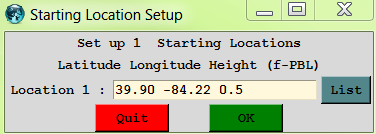 Starting Location Setup
Set up 1 Starting Locations
Latitude Longitude Height (f-PBL)
Location 1 : 39.90 -84.22 0.5 List
Quit OK